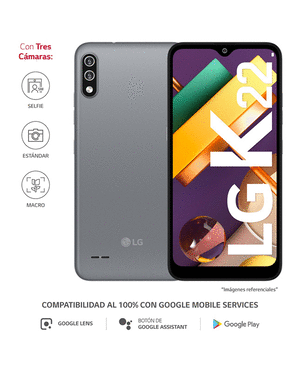 Con Tres
Cámaras:
SELFIE
ESTÁNDAR
MACRO
LG
LG K22
*Imágenes referenciales*
COMPATIBILIDAD AL 100% CON GOOGLE MOBILE SERVICES
GOOGLE LENS
BOTÓN DE
GOOGLE ASSISTANT
Google Play